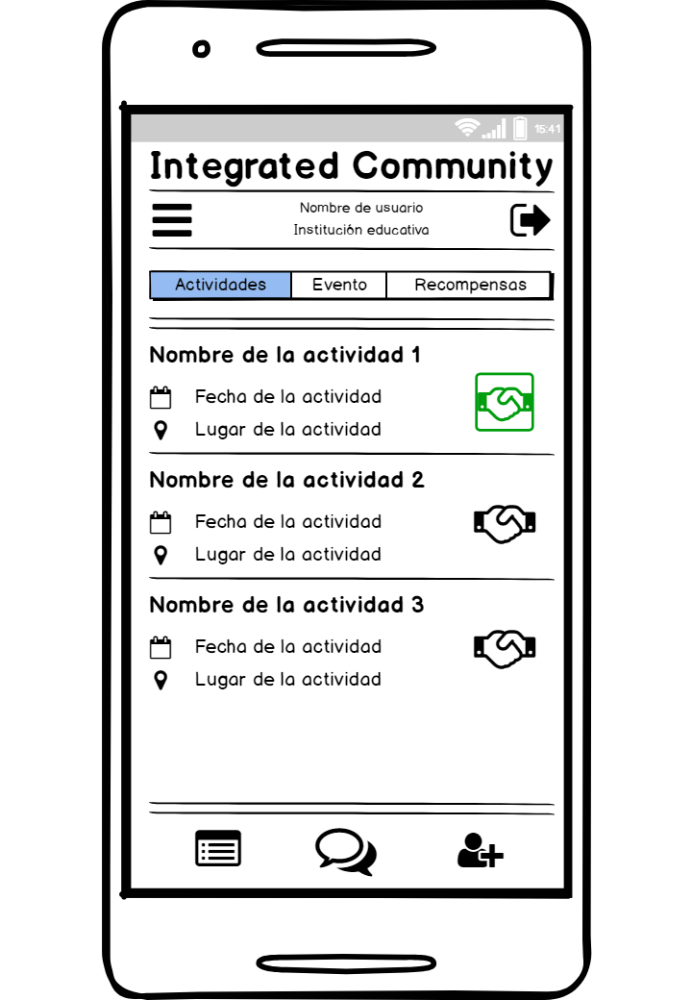 15:41
Integrated Community
Nombre de usuario
Institución educativa
Actividades Evento Recompensas
Nombre de la actividad 1
Fecha de la actividad
Lugar de la actividad
Nombre de la actividad 2
Fecha de la actividad
Lugar de la actividad
Nombre de la actividad 3
Fecha de la actividad
Lugar de la actividad